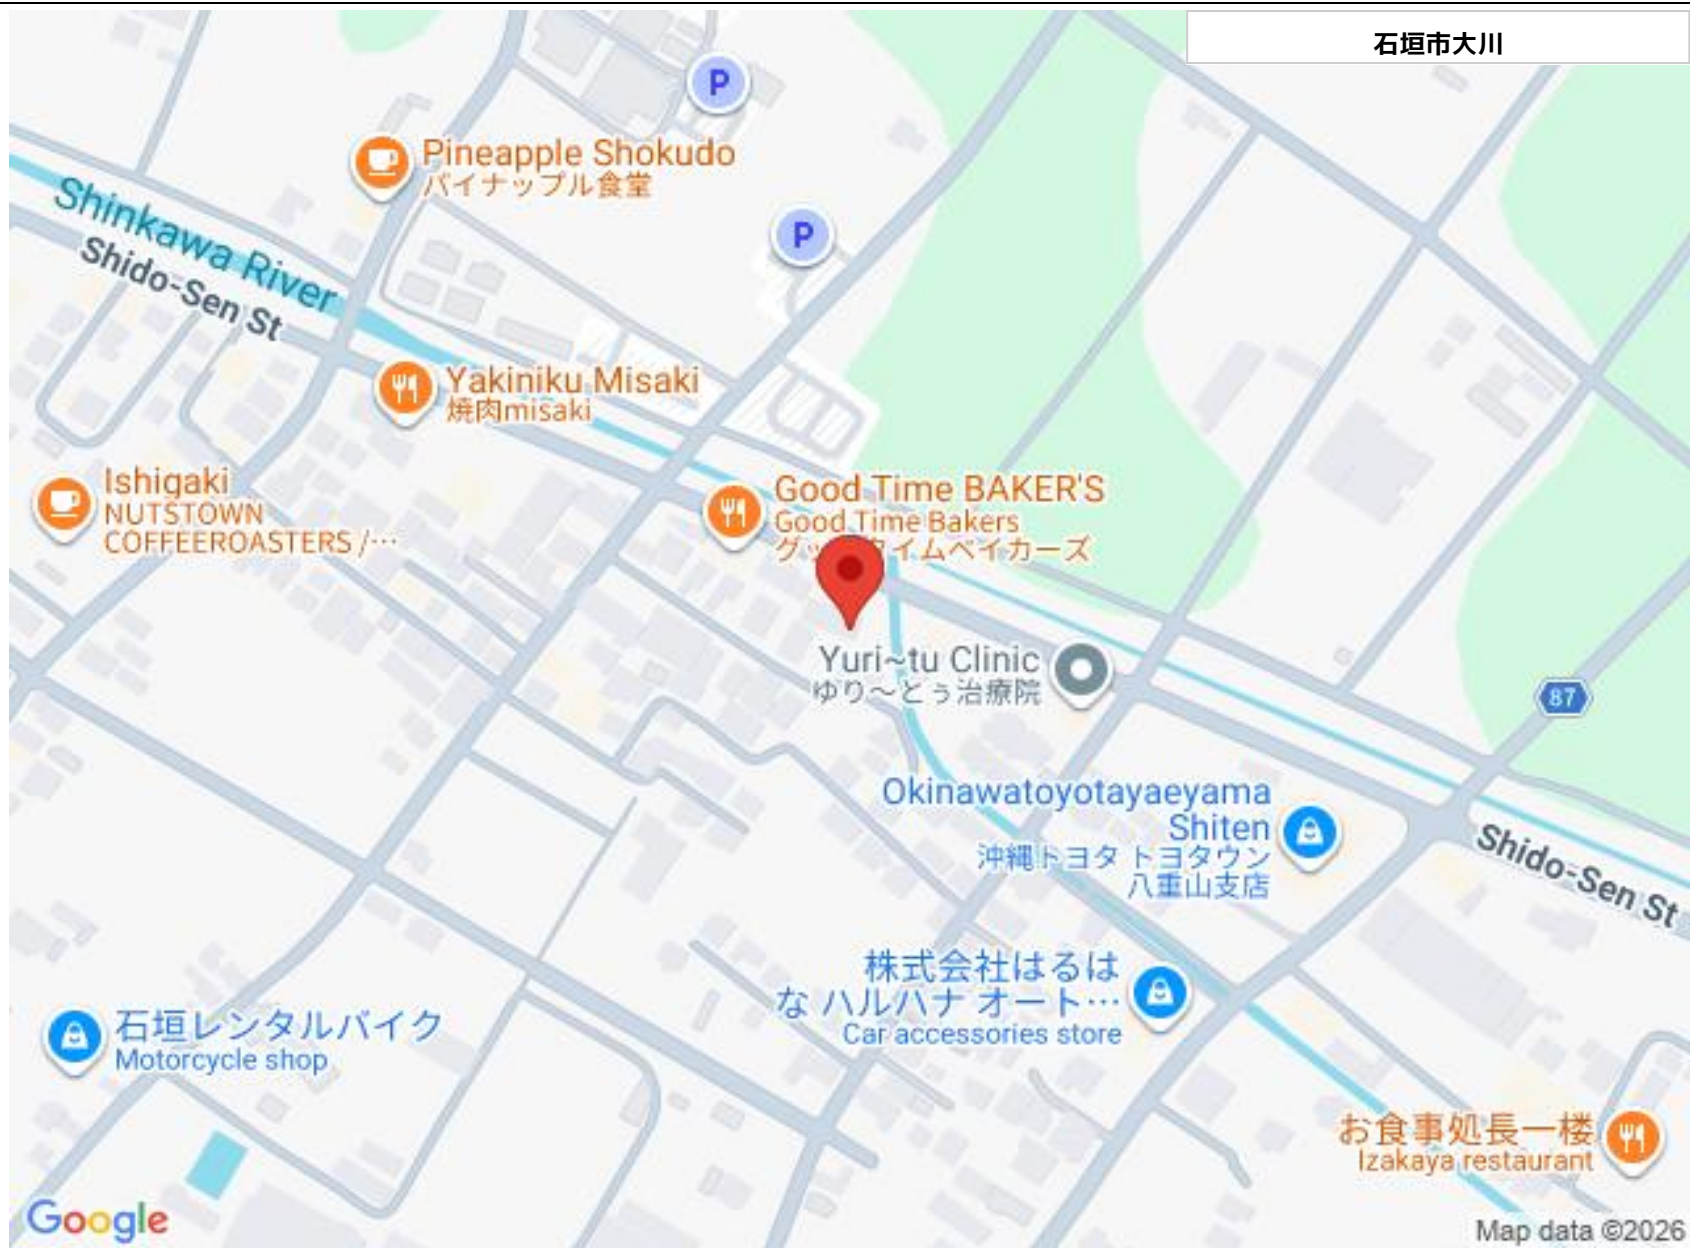 石垣市大川
P
Pineapple Shokudo
パイナップル食堂
Shinkawa River
Shido-Sen St
P
Yakiniku Misaki
焼肉misaki
Ishigaki
NUTSTOWN
COFFEEROASTERS /…
Good Time BAKER'S
Good Time Bakers
グッ タイムベイカーズ
Yuri~tu Clinic
ゆり～とぅ治療院
87
Okinawatoyotayaeyama
Shiten
沖縄トヨタ トヨタウン
八重山支店
Shido-Sen St
株式会社はるは
な ハルハナ オート…
Car accessories store
石垣レンタルバイク
Motorcycle shop
お食事処長一楼
Izakaya restaurant
Google
Map data ©2026